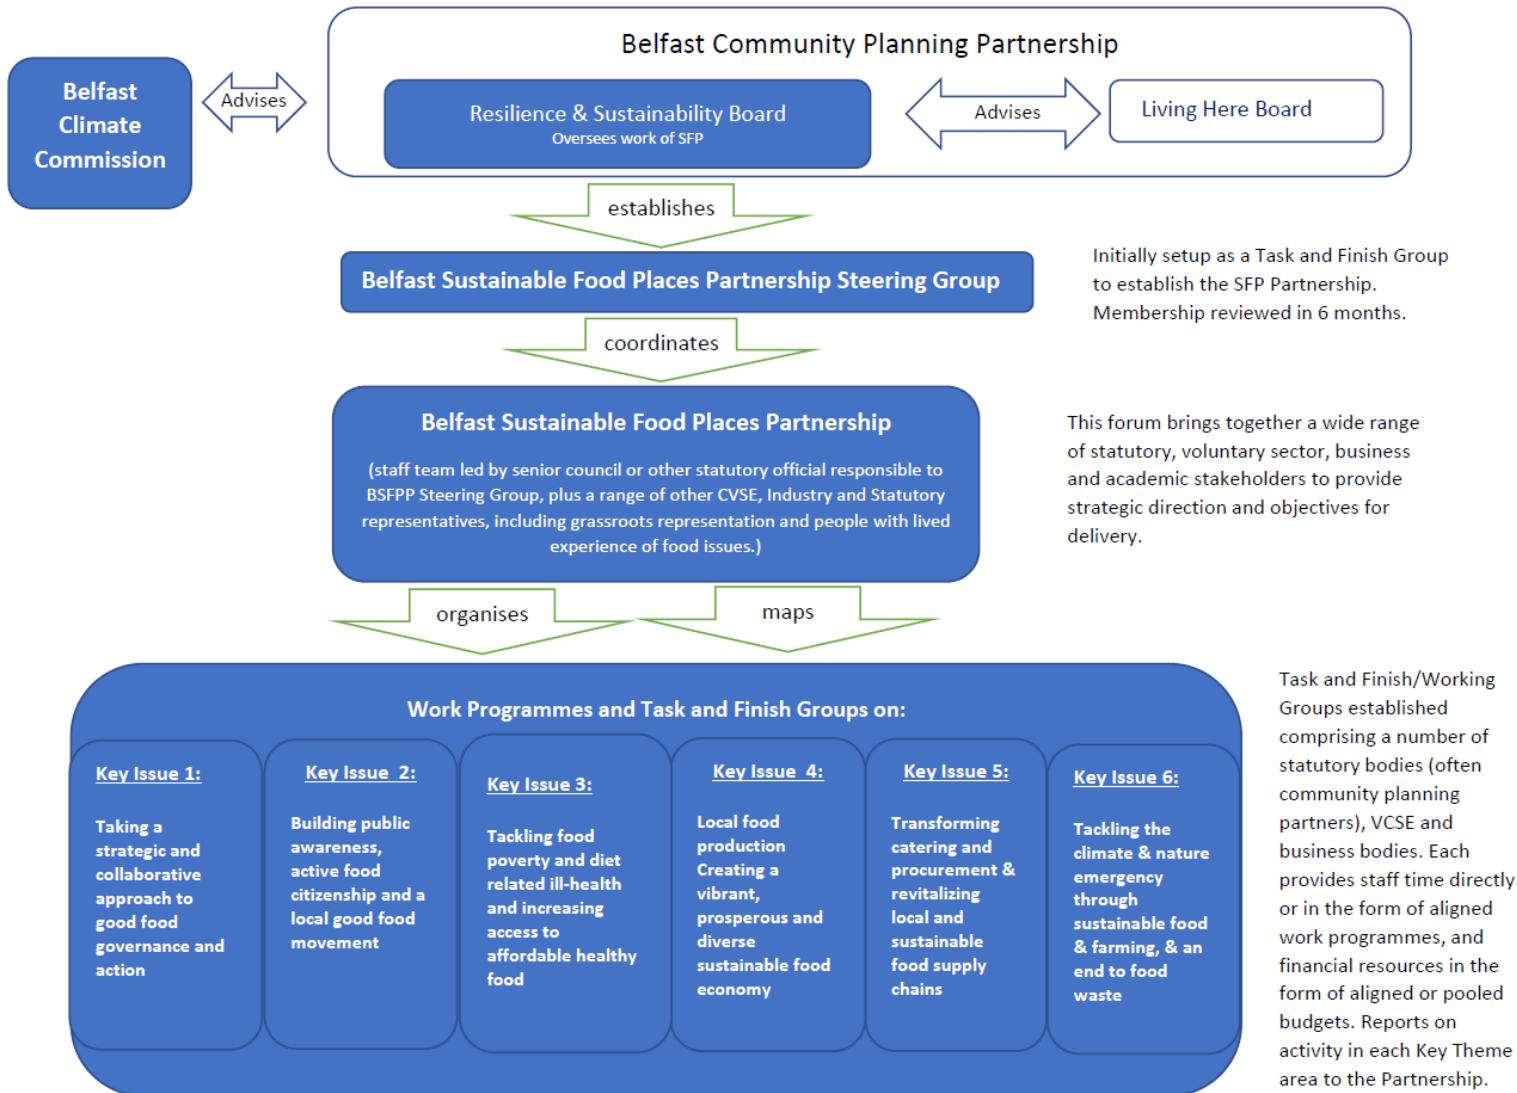 Belfast Community Planning Partnership
Belfast
Climate
Commission
Advises
Resilience & Sustainability Board
Oversees work of SFP
Advises
Living Here Board
establishes
Belfast Sustainable Food Places Partnership Steering Group
Initially setup as a Task and Finish Group
to establish the SFP Partnership.
Membership reviewed in 6 months.
coordinates
Belfast Sustainable Food Places Partnership
(staff team led by senior council or other statutory official responsible to
BSFPP Steering Group, plus a range of other CVSE, Industry and Statutory
representatives, including grassroots representation and people with lived
experience of food issues.)
This forum brings together a wide range
of statutory, voluntary sector, business
and academic stakeholders to provide
strategic direction and objectives for
delivery.
organises
maps
Work Programmes and Task and Finish Groups on:
Key Issue 1:
Taking a
strategic and
collaborative
approach to
good food
governance and
action
Key Issue  2:
Building public
awareness,
active food
citizenship and a
local good food
movement
Key Issue 3:
Tackling food
poverty and diet
related ill-health
and increasing
access to
affordable healthy
food
Key Issue  4:
Local food
production
Creating a
vibrant,
prosperous and
diverse
sustainable food
economy
Key Issue 5:
Transforming
catering and
procurement &
revitalizing
local and
sustainable
food supply
chains
Key Issue 6:
Tackling the
climate & nature
emergency
through
sustainable food
& farming, & an
end to food
waste
Task and Finish/Working
Groups established
comprising a number of
statutory bodies (often
community planning
partners), VCSE and
business bodies. Each
provides staff time directly
or in the form of aligned
work programmes, and
financial resources in the
form of aligned or pooled
budgets. Reports on
activity in each Key Theme
area to the Partnership.